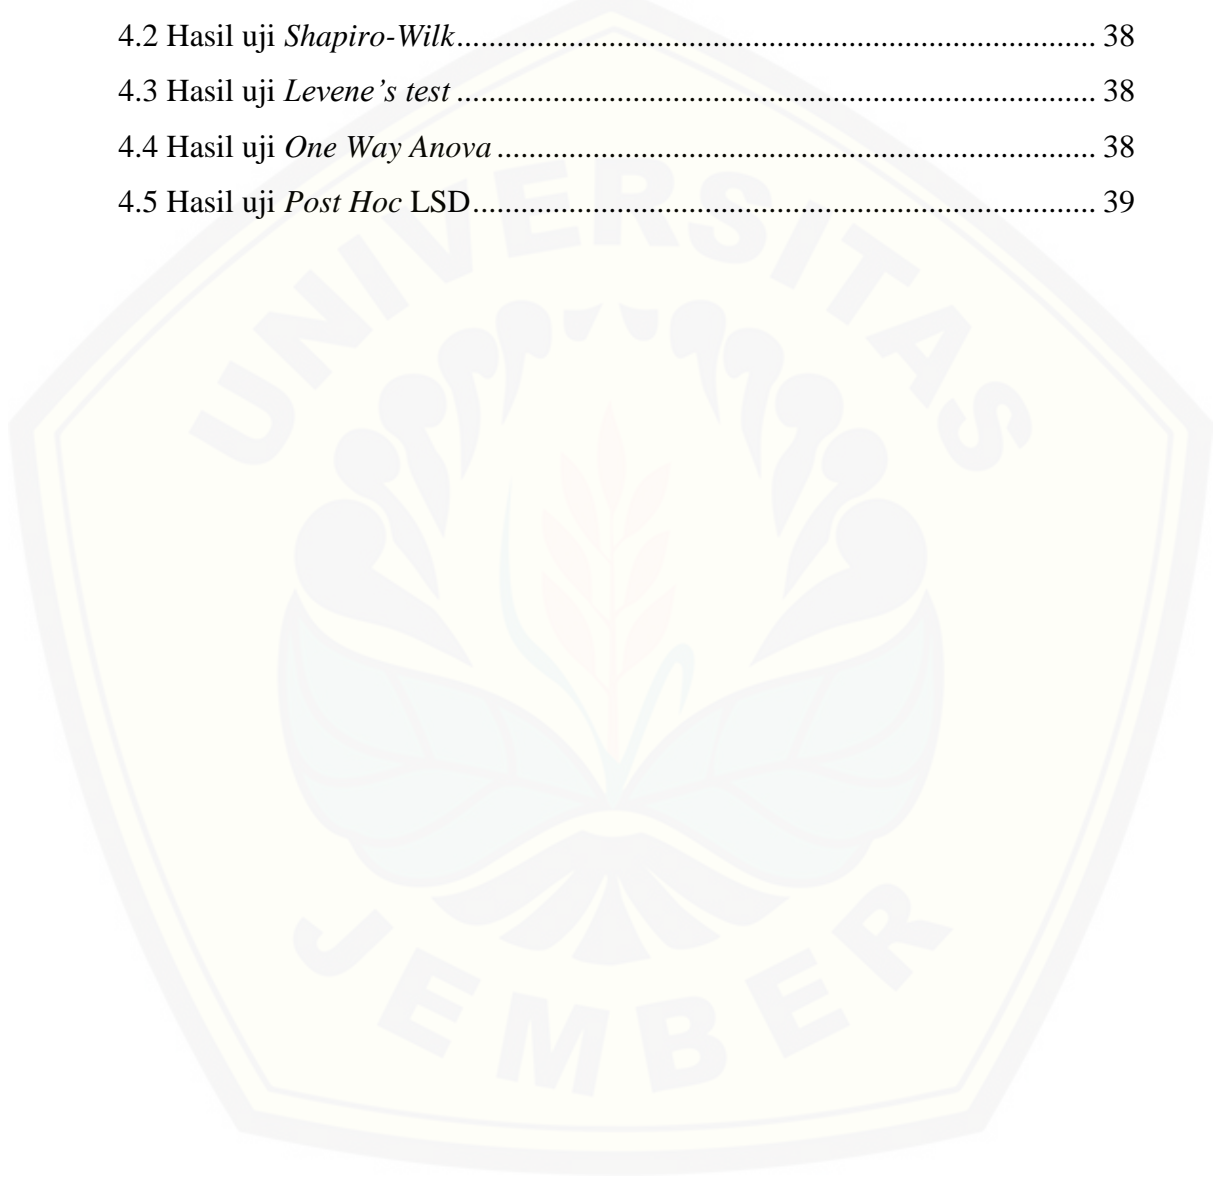 4.2 Hasil uji Shapiro-Wilk................................................................................ 38
4.3 Hasil uji Levene’s test ................................................................................ 38
4.4 Hasil uji One Way Anova ........................................................................... 38
4.5 Hasil uji Post Hoc LSD.............................................................................. 39
UNIVERSITAS
JEMBER